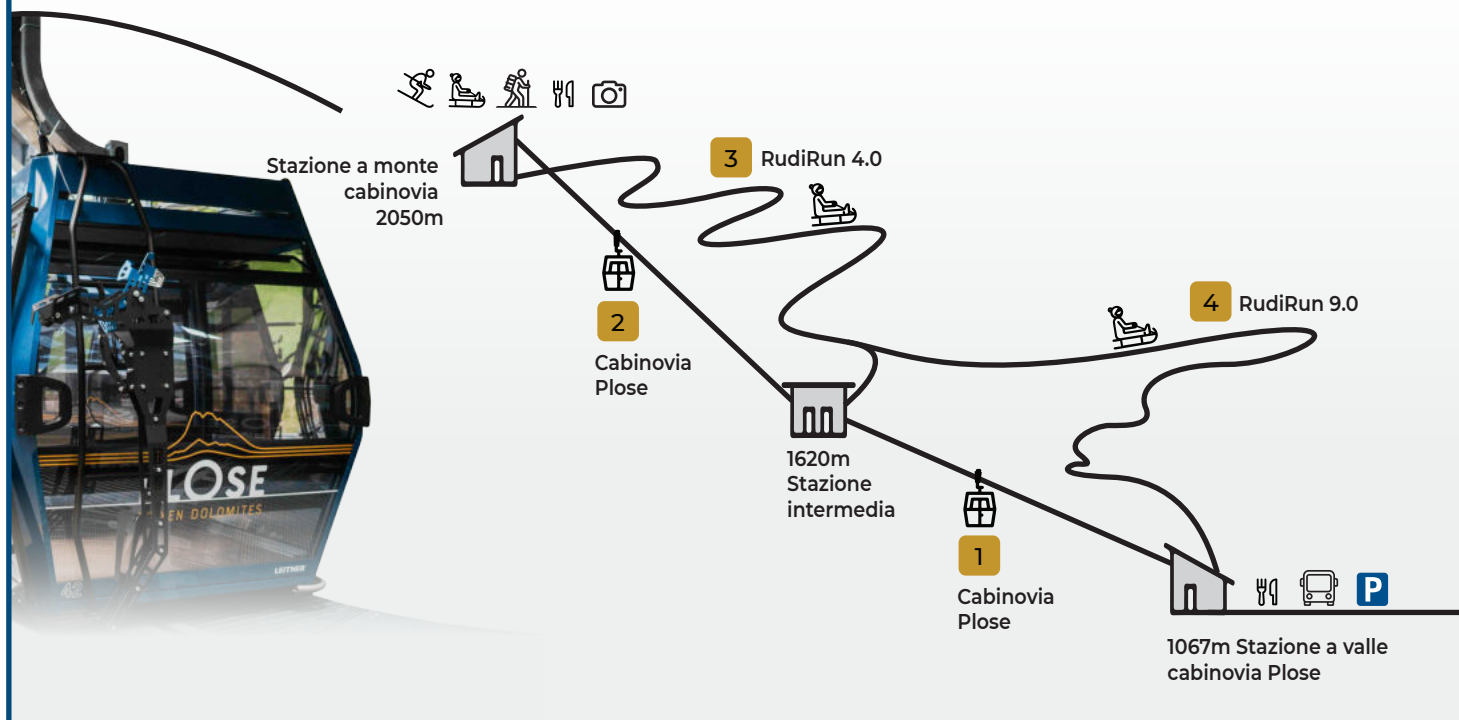 Stazione a monte
cabinovia
2050m
3 RudiRun 4.0
2
Cabinovia
Plose
4 RudiRun 9.0
1620m
Stazione
intermedia
1
Cabinovia
Plose
P
1067m Stazione a valle
cabinovia Plose
LOSE
EN DOLOMITES
LEITNER
42